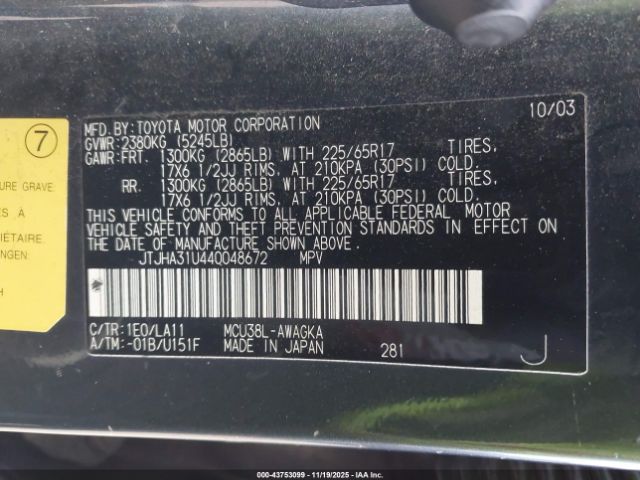 10/03
MFD.BY:TOYOTA MOTOR CORPORATION
GVWR:2380KG (5245LB)
GAWR:FRT. 1300KG (2865LB) WITH 225/65R17 TIRES,
17X6 1/2JJ RIMS. AT 210KPA (30PSI) COLD.
RR. 1300KG (2865LB) WITH 225/65R17 TIRES,
17X6 1/2JJ RIMS. AT 210KPA (30PSI) COLD.
THIS VEHICLE CONFORMS TO ALL APPLICABLE FEDERAL MOTOR
VEHICLE SAFETY AND THEFT PREVENTION STANDARDS IN EFFECT ON
THE DATE OF MANUFACTURE SHOWN ABOVE.
JTJHA31U440048672 MPV
C/TR:1E0/LA11 MCU38L-AWAGKA
A/TM:-01B/U151F MADE IN JAPAN 281 J
7
URE GRAVE
S À
IÉTAIRE.
NGEN:
H
000-43753099 - 11/19/2025 - IAA Inc.